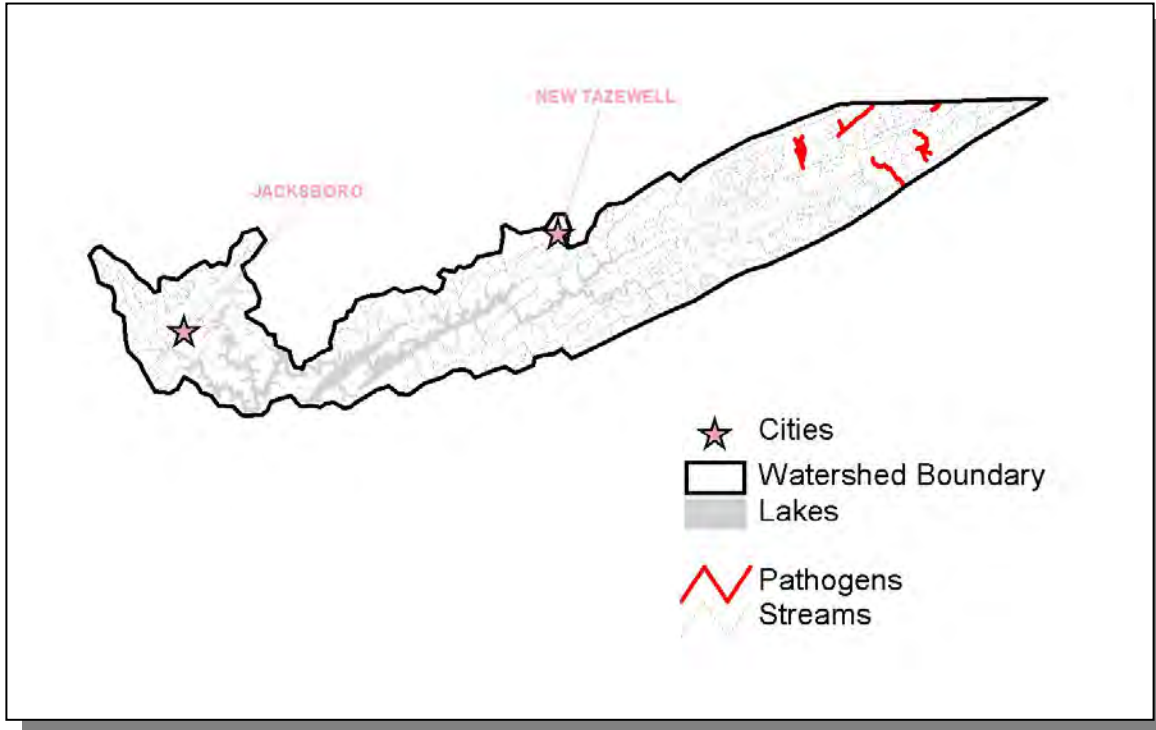 NEW TAZEWELL
JACKSBORO
Cities
Watershed Boundary
Lakes
Pathogens
Streams